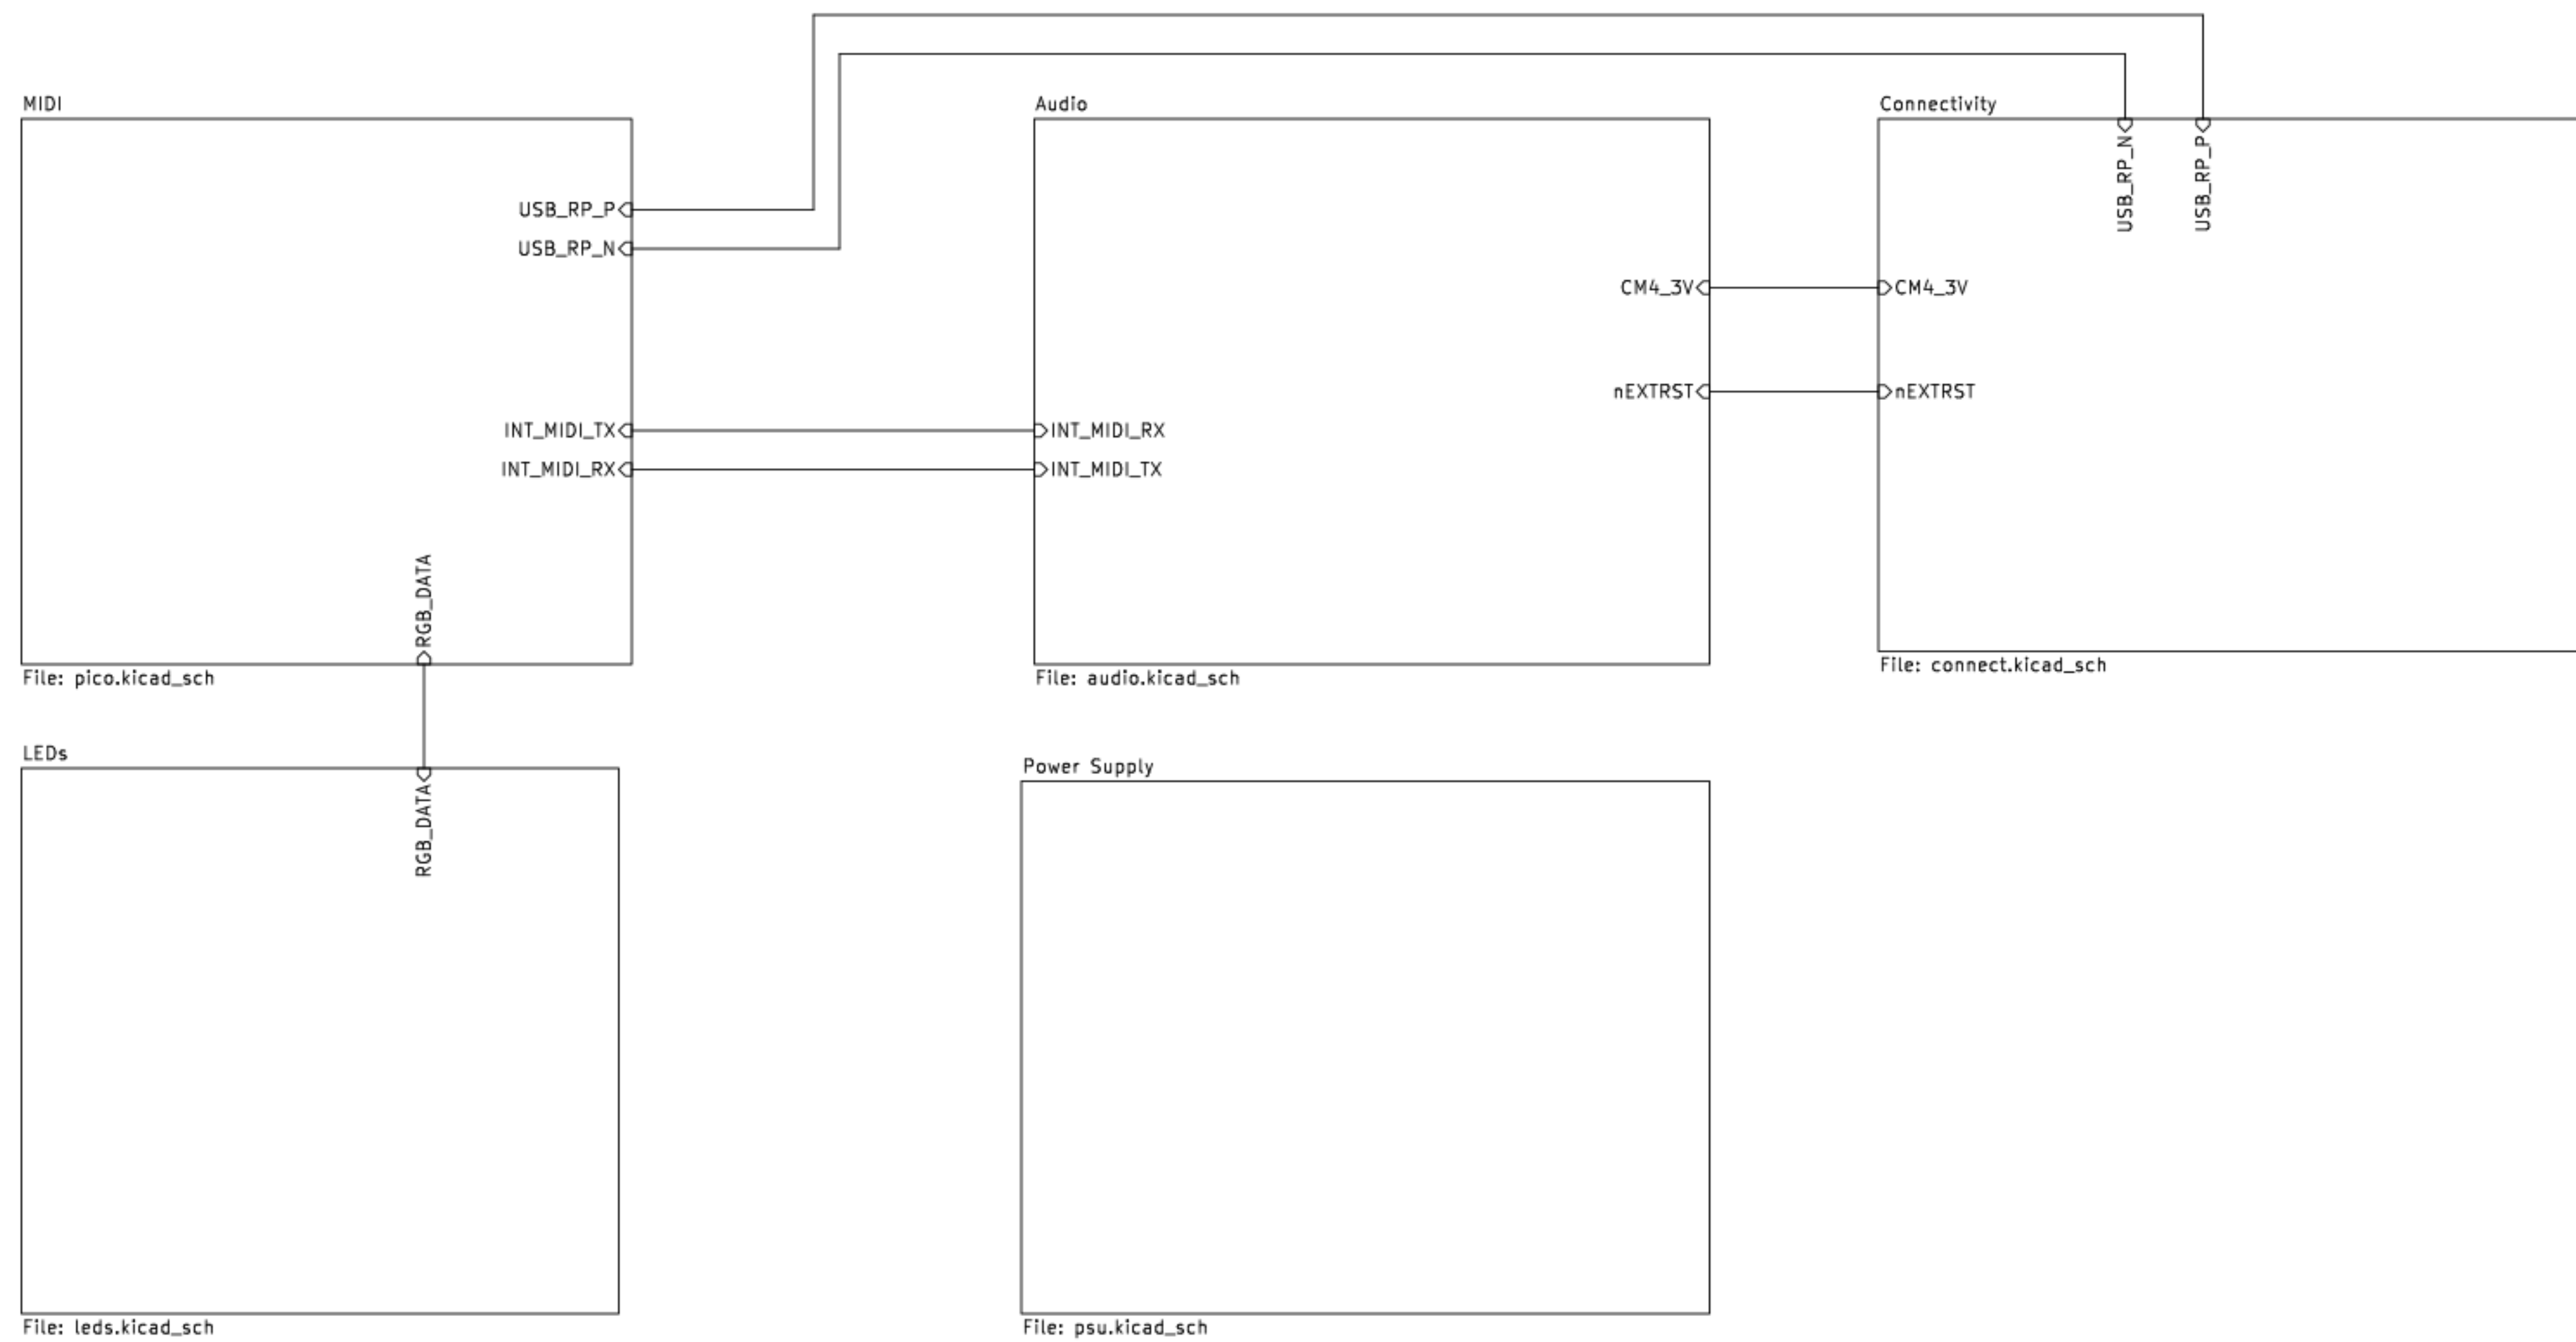 MIDI
USB_RP_P
USB_RP_N
INT_MIDI_TX
INT_MIDI_RX
RGB_DATA
File: pico.kicad_sch
Audio
CM4_3V
nEXTRST
INT_MIDI_RX
INT_MIDI_TX
File: audio.kicad_sch
Connectivity
USB_RP_N
USB_RP_P
CM4_3V
nEXTRST
File: connect.kicad_sch
LEDs
RGB_DATA
File: leds.kicad_sch
Power Supply
File: psu.kicad_sch